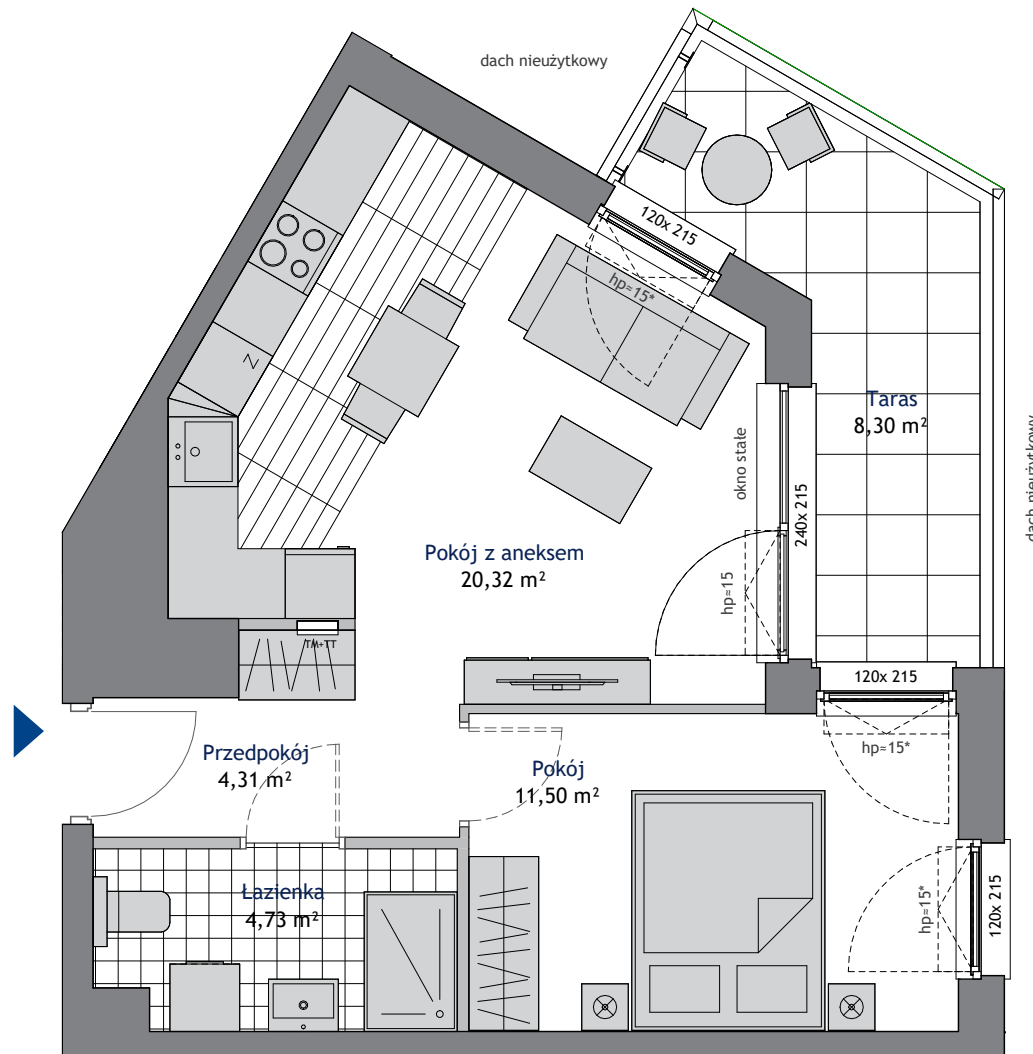 dach nieużytkowy
120x 215
hp≈15*
Z
Taras
8,30 m²
dach nieużytkowy
okno stałe
240x 215
Pokój z aneksem
20,32 m²
hp≈15
TM+TT
120x 215
hp≈15*
Przedpokój
4,31 m²
Pokój
11,50 m²
Łazienka
4,73 m²
hp≈15*
120x 215